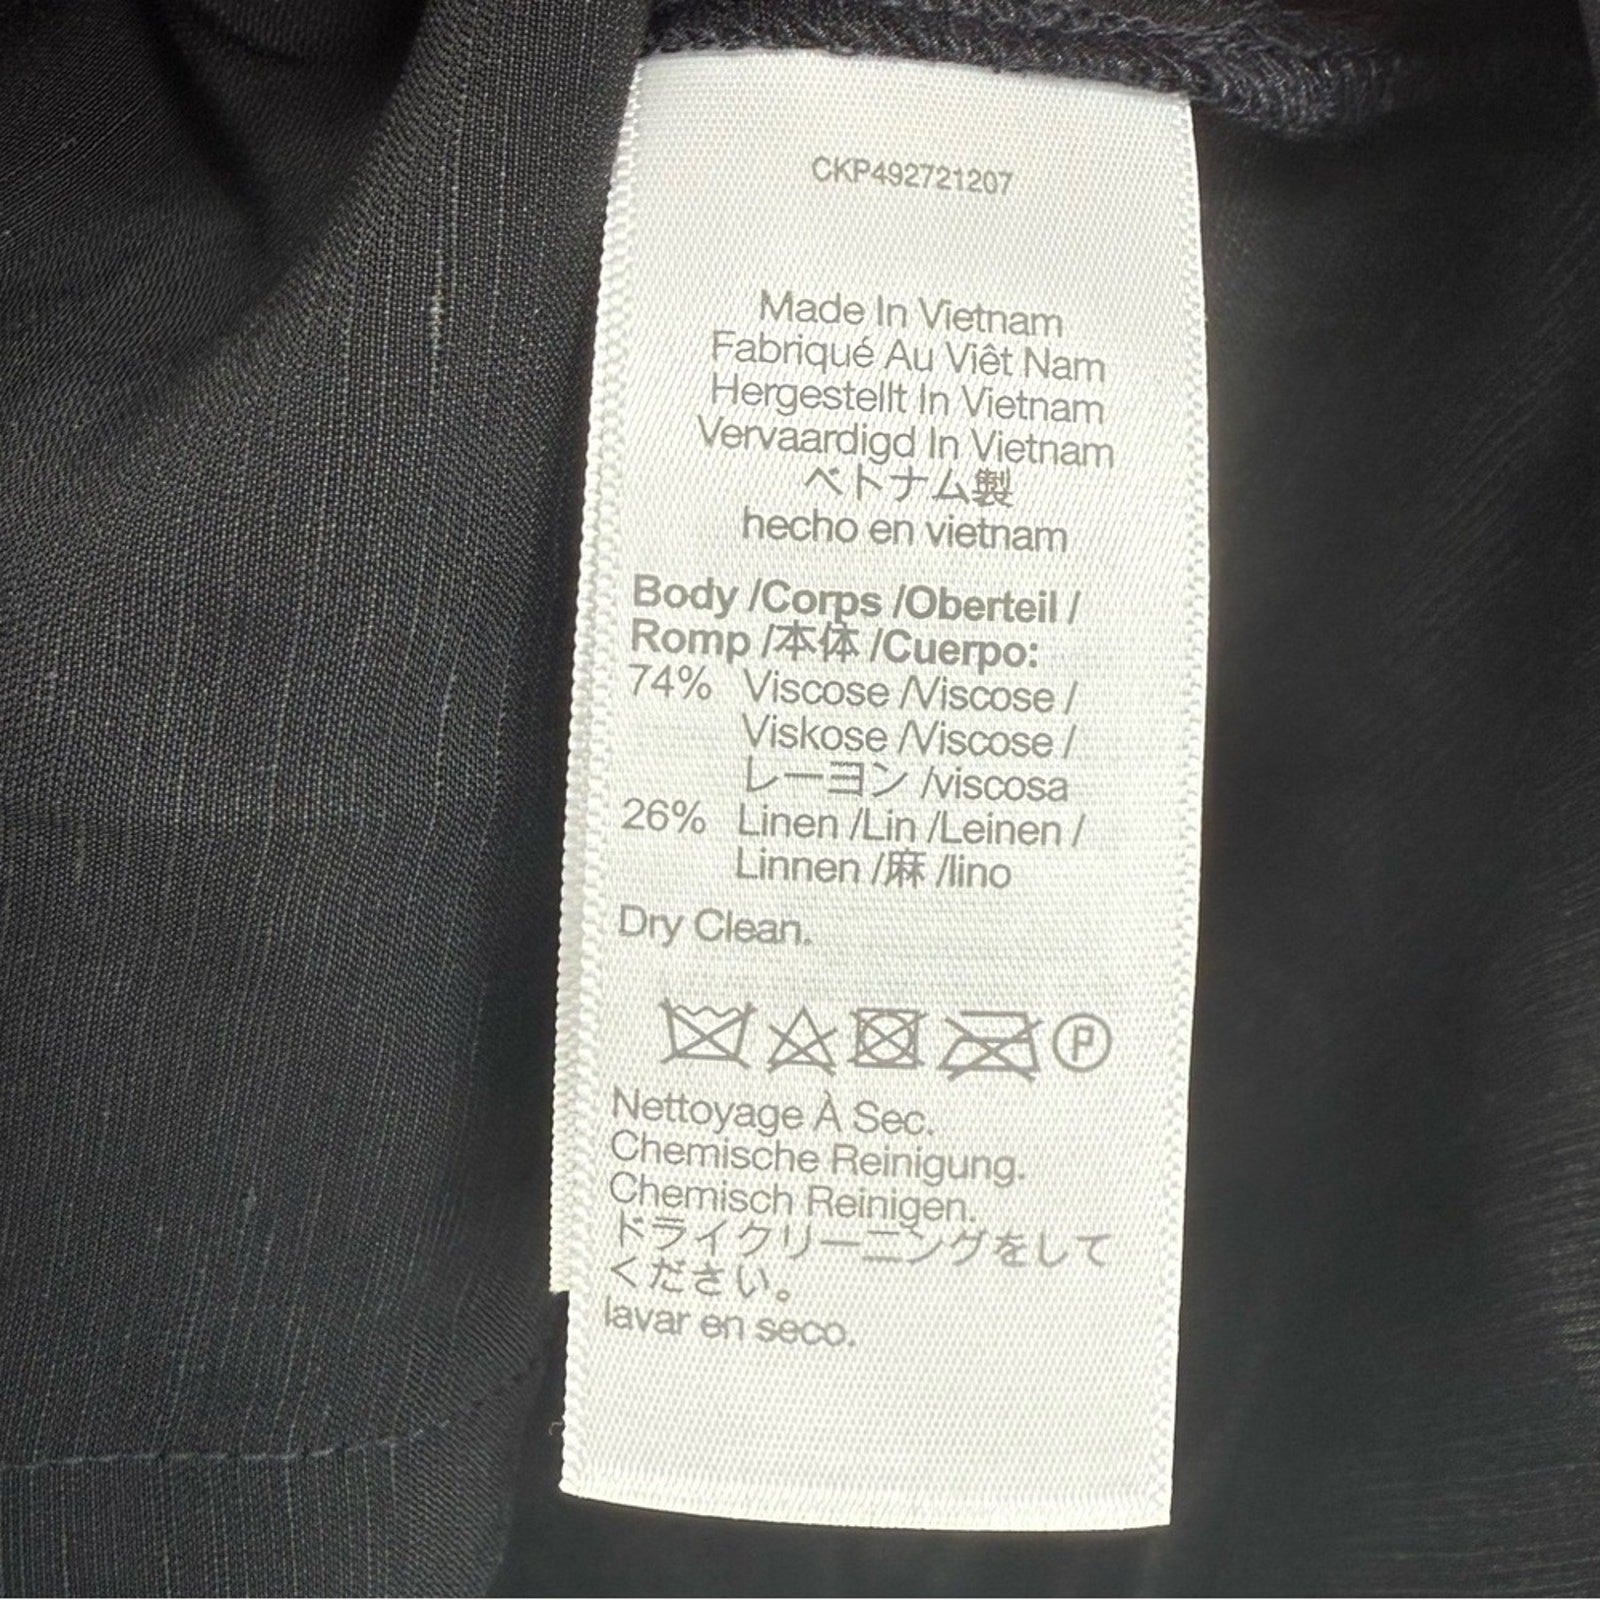 CKP492721207
Made In Vietnam
Fabriqué Au Viêt Nam
Hergestellt In Vietnam
Vervaardigd In Vietnam
ベトナム製
hecho en vietnam
Body /Corps /Oberteil /
Romp /本体 /Cuerpo:
74% Viscose /Viscose /
Viskose /Viscose /
レーヨン /viscosa
26% Linen /Lin /Leinen /
Linnen /麻 /lino
Dry Clean.
P
Nettoyage À Sec.
Chemische Reinigung.
Chemisch Reinigen.
ドライクリーニングをして
ください。
lavar en seco.